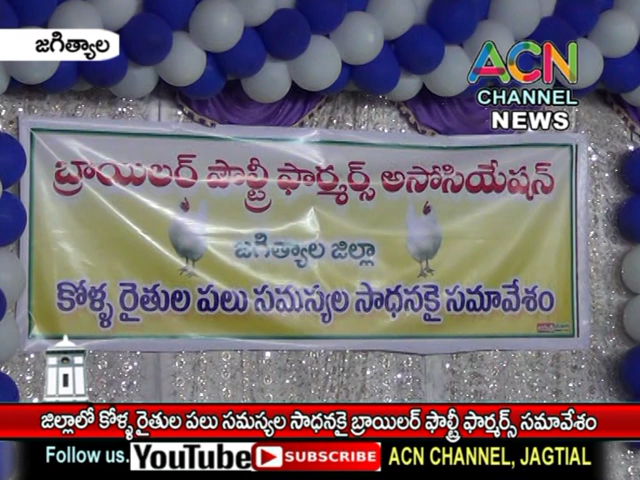 జగిత్యాల
ACN
CHANNEL
NEWS
బ్రాయిలర్ పౌల్ట్రీ ఫార్మర్స్ అసోసియేషన్
జగిత్యాల జిల్లా
కోళ్ళ రైతుల పలు సమస్యల సాధనకై సమావేశం
జిల్లాలో కోళ్ళ రైతుల పలు సమస్యల సాధనకై బ్రాయిలర్ ఫౌల్ట్రీ ఫార్మర్స్ సమావేశం
Follow us. YouTube SUBSCRIBE ACN CHANNEL, JAGTIAL